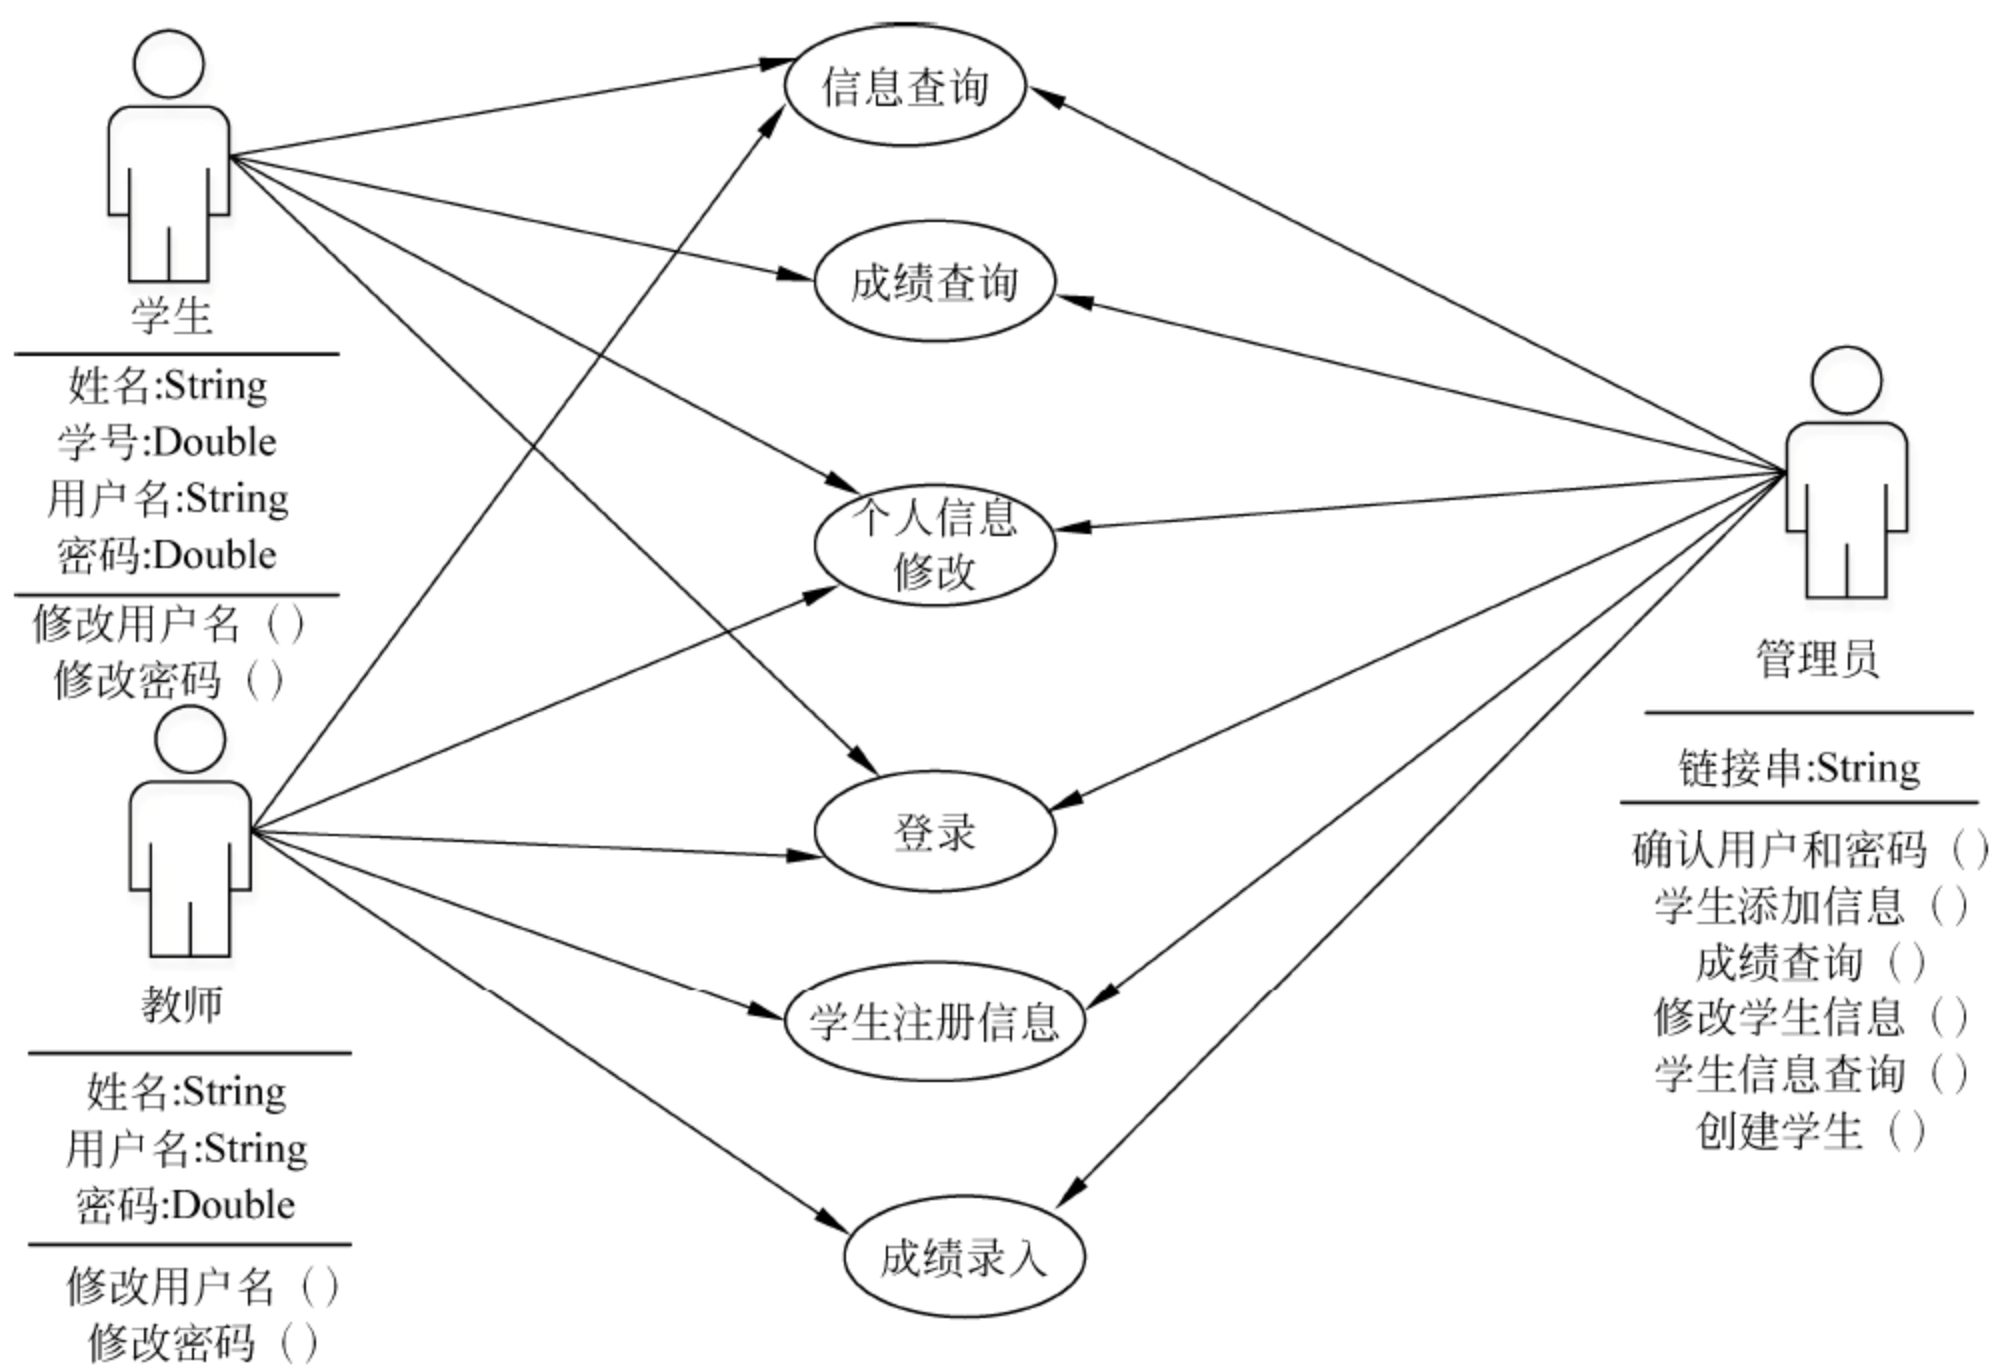 信息查询
成绩查询
个人信息
修改
登录
学生注册信息
成绩录入
学生
姓名:String
学号:Double
用户名:String
密码:Double
修改用户名（）
修改密码（）
教师
姓名:String
用户名:String
密码:Double
修改用户名（）
修改密码（）
管理员
链接串:String
确认用户和密码（）
学生添加信息（）
成绩查询（）
修改学生信息（）
学生信息查询（）
创建学生（）